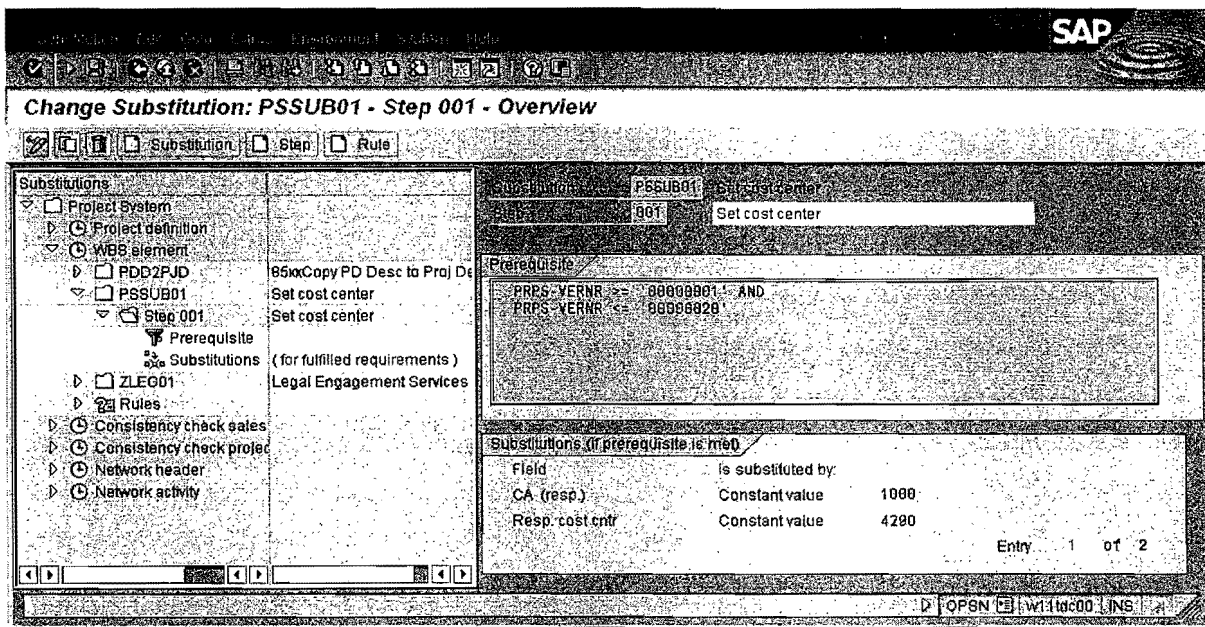 SAP
Change Substitution: PSSUB01 - Step 001 - Overview
Substitution Step Rule
Substitutions
Project System
Project definition
WBS element
PDD2PJD 85xxCopy PD Desc to Proj De
PSSUB01 Set cost center
Step 001 Set cost center
Prerequisite
Substitutions (for fulfilled requirements)
ZLEG01 Legal Engagement Services
Rules
Consistency check sales
Consistency check projec
Network header
Network activity
Substitution PSSUB01 Set cost center
Step 001 Set cost center
Prerequisite
PRPS-VERNR >= '00000001' AND
PRPS-VERNR <= '00000020'
Substitutions (if prerequisite is met)
Field Is substituted by:
CA (resp.) Constant value 1000
Resp. cost cntr Constant value 4290
Entry 1 of 2
OPSN INS